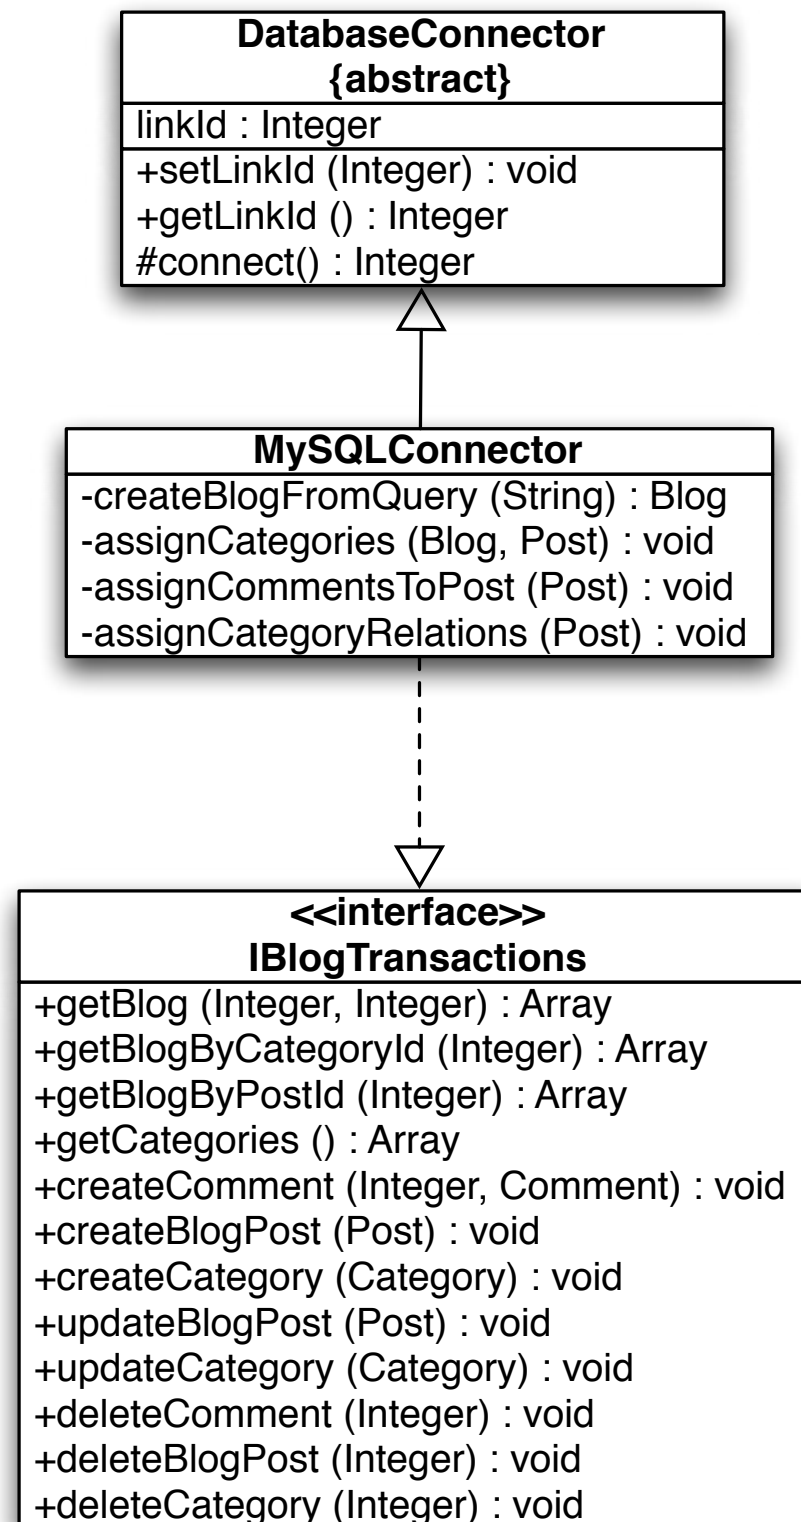 DatabaseConnector
{abstract}
linkId : Integer
+setLinkId (Integer) : void
+getLinkId () : Integer
#connect() : Integer
MySQLConnector
-createBlogFromQuery (String) : Blog
-assignCategories (Blog, Post) : void
-assignCommentsToPost (Post) : void
-assignCategoryRelations (Post) : void
<<interface>>
IBlogTransactions
+getBlog (Integer, Integer) : Array
+getBlogByCategoryId (Integer) : Array
+getBlogByPostId (Integer) : Array
+getCategories () : Array
+createComment (Integer, Comment) : void
+createBlogPost (Post) : void
+createCategory (Category) : void
+updateBlogPost (Post) : void
+updateCategory (Category) : void
+deleteComment (Integer) : void
+deleteBlogPost (Integer) : void
+deleteCategory (Integer) : void